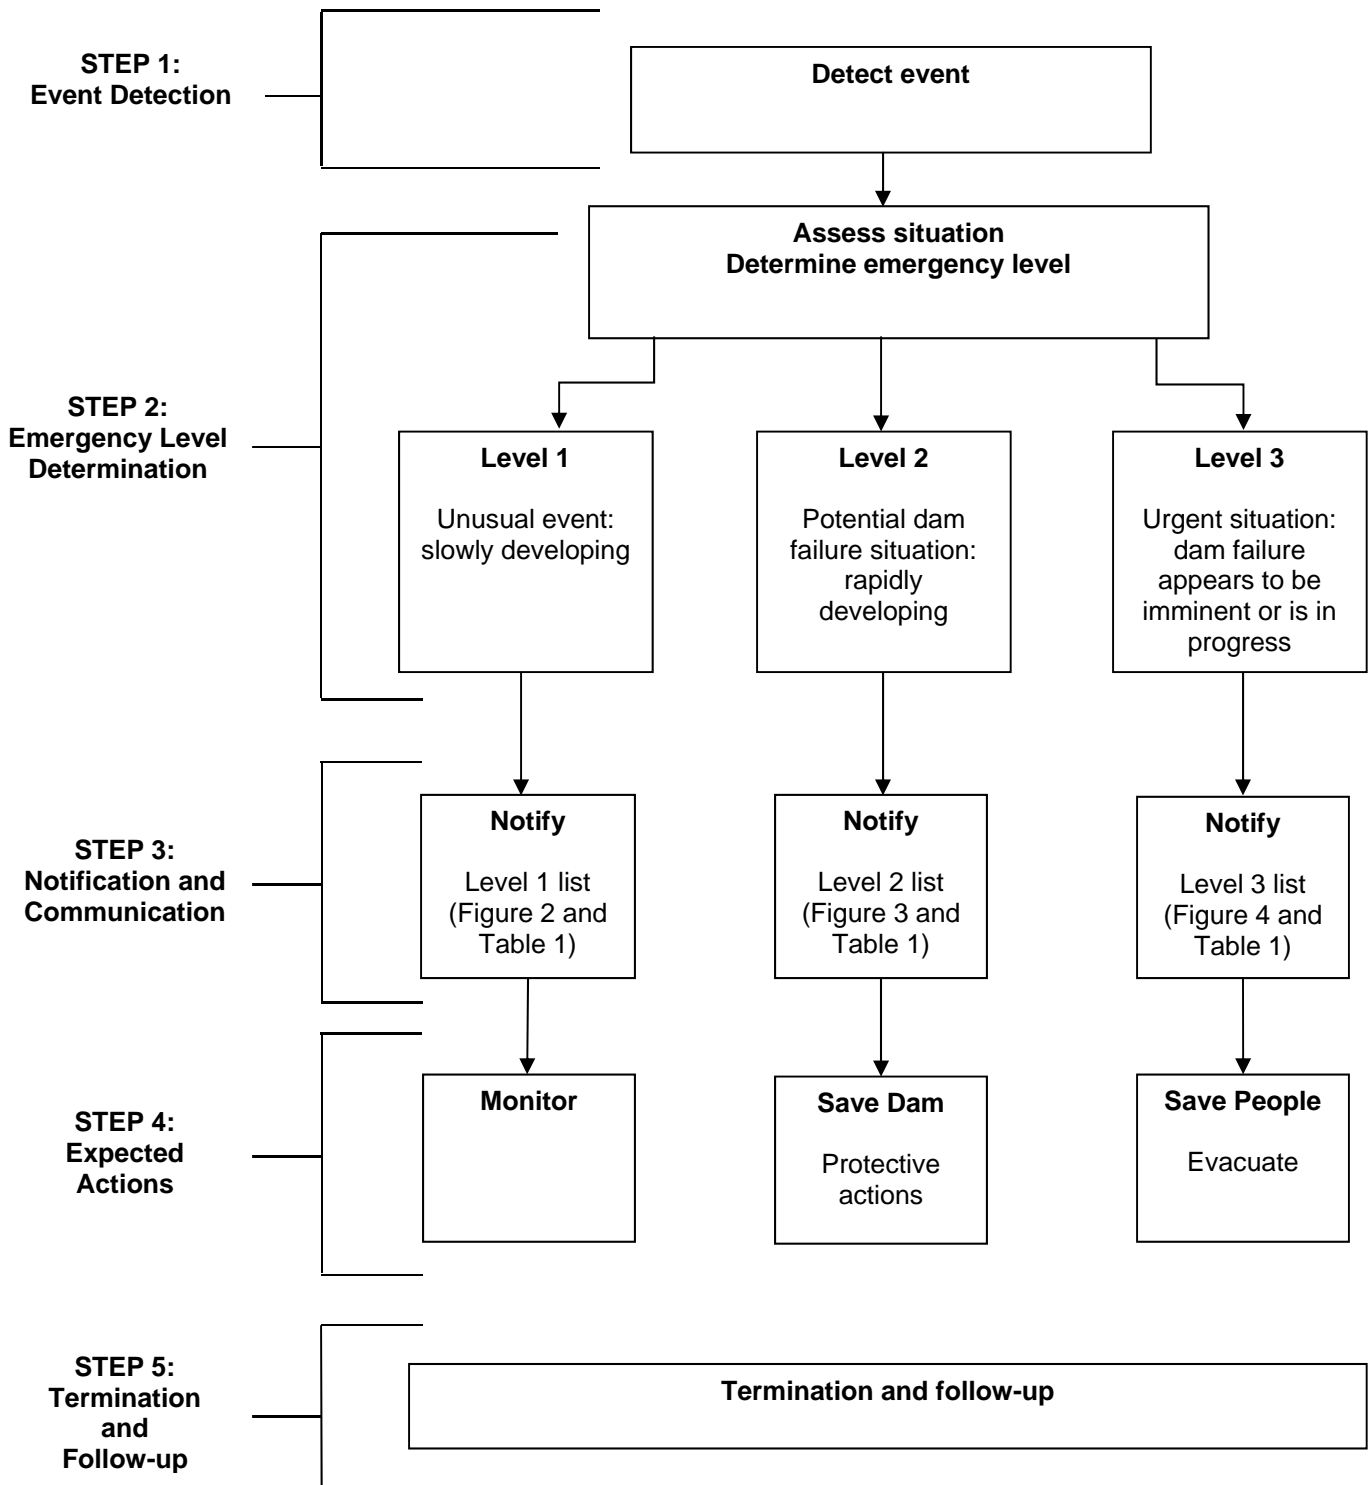 STEP 1:
Event Detection
Detect event
Assess situation
Determine emergency level
STEP 2:
Emergency Level
Determination
Level 1
Unusual event:
slowly developing
Level 2
Potential dam
failure situation:
rapidly
developing
Level 3
Urgent situation:
dam failure
appears to be
imminent or is in
progress
STEP 3:
Notification and
Communication
Notify
Level 1 list
(Figure 2 and
Table 1)
Notify
Level 2 list
(Figure 3 and
Table 1)
Notify
Level 3 list
(Figure 4 and
Table 1)
STEP 4:
Expected
Actions
Monitor
Save Dam
Protective
actions
Save People
Evacuate
STEP 5:
Termination
and
Follow-up
Termination and follow-up